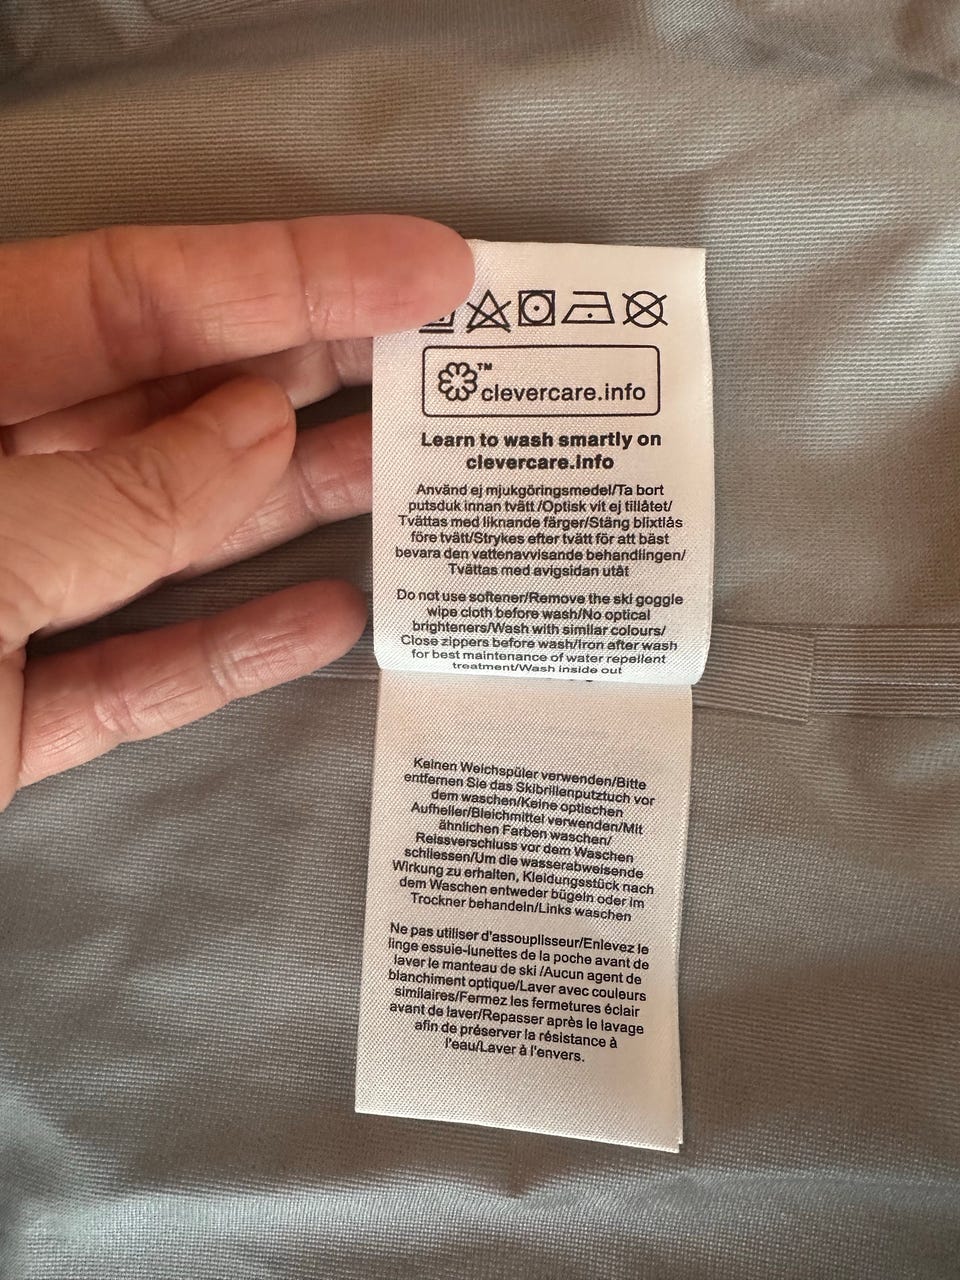 ™
clevercare.info
Learn to wash smartly on
clevercare.info
Använd ej mjukgöringsmedel/Ta bort
putsduk innan tvätt /Optisk vit ej tillåtet/
Tvättas med liknande färger/Stäng blixtlås
före tvätt/Strykes efter tvätt för att bäst
bevara den vattenavvisande behandlingen/
Tvättas med avigsidan utåt
Do not use softener/Remove the ski goggle
wipe cloth before wash/No optical
brighteners/Wash with similar colours/
Close zippers before wash/Iron after wash
for best maintenance of water repellent
treatment/Wash inside out
Keinen Weichspüler verwenden/Bitte
entfernen Sie das Skibrillenputztuch vor
dem waschen/Keine optischen
Aufheller/Bleichmittel verwenden/Mit
ähnlichen Farben waschen/
Reissverschluss vor dem Waschen
schliessen/Um die wasserabweisende
Wirkung zu erhalten, Kleidungsstück nach
dem Waschen entweder bügeln oder im
Trockner behandeln/Links waschen
Ne pas utiliser d'assouplisseur/Enlevez le
linge essuie-lunettes de la poche avant de
laver le manteau de ski /Aucun agent de
blanchiment optique/Laver avec couleurs
similaires/Fermez les fermetures éclair
avant de laver/Repasser après le lavage
afin de préserver la résistance à
l'eau/Laver à l'envers.